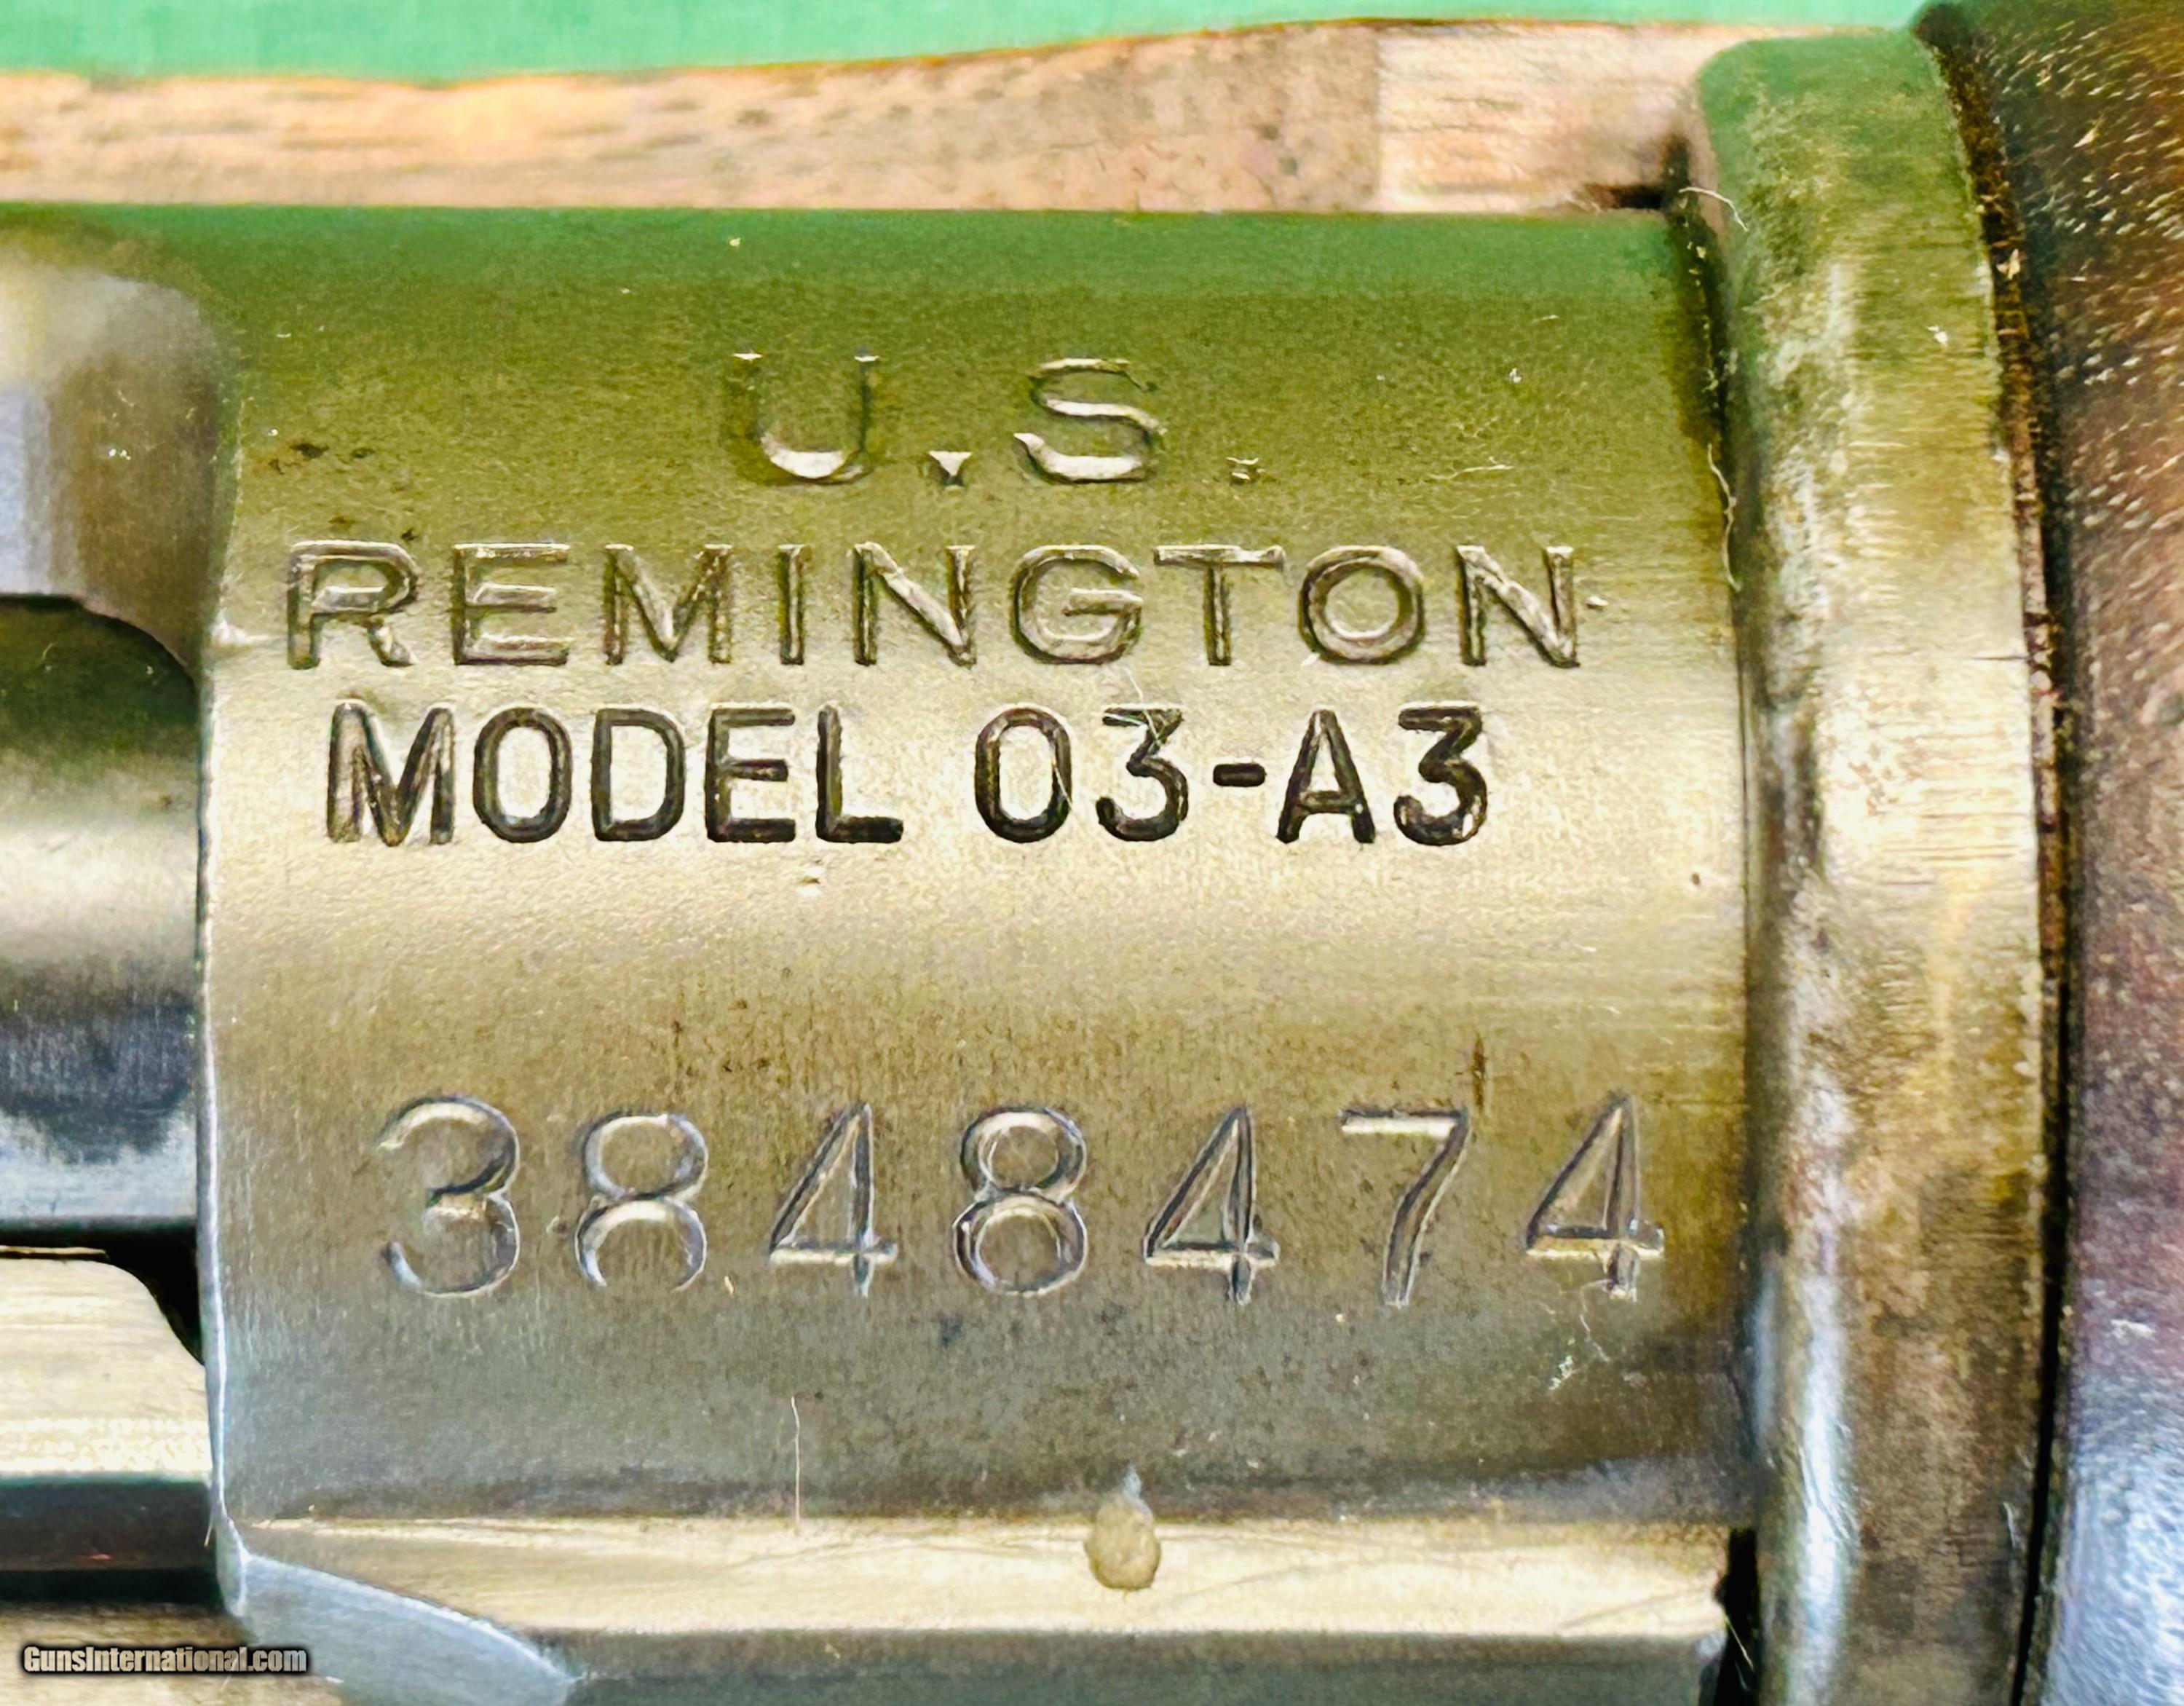 U.S.
REMINGTON
MODEL 03-A3
3848474
GunsInternational.com